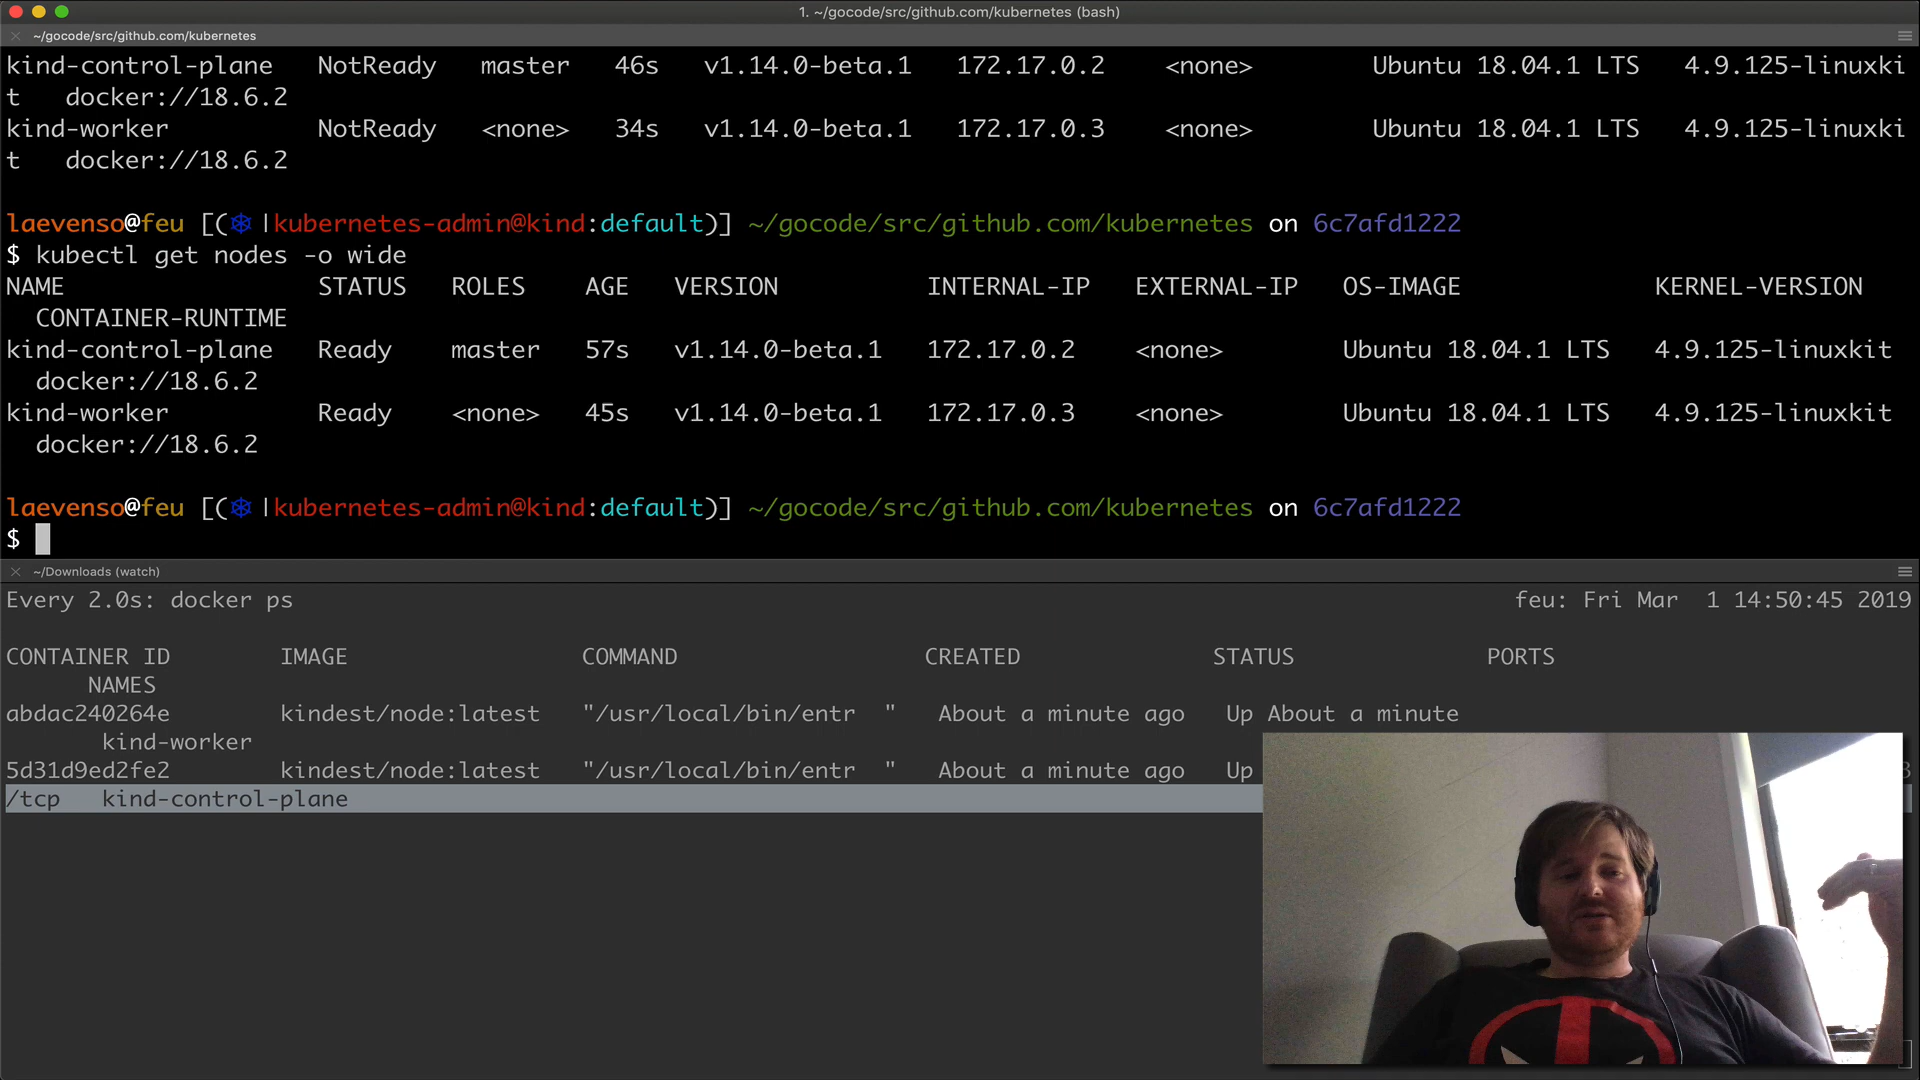 1. ~/gocode/src/github.com/kubernetes (bash)
~/gocode/src/github.com/kubernetes
kind-control-plane NotReady master 46s v1.14.0-beta.1 172.17.0.2 <none> Ubuntu 18.04.1 LTS 4.9.125-linuxki
t docker://18.6.2
kind-worker NotReady <none> 34s v1.14.0-beta.1 172.17.0.3 <none> Ubuntu 18.04.1 LTS 4.9.125-linuxki
t docker://18.6.2
laevenso@feu [(⎈ |kubernetes-admin@kind:default)] ~/gocode/src/github.com/kubernetes on 6c7afd1222
$ kubectl get nodes -o wide
NAME STATUS ROLES AGE VERSION INTERNAL-IP EXTERNAL-IP OS-IMAGE KERNEL-VERSION
CONTAINER-RUNTIME
kind-control-plane Ready master 57s v1.14.0-beta.1 172.17.0.2 <none> Ubuntu 18.04.1 LTS 4.9.125-linuxkit
docker://18.6.2
kind-worker Ready <none> 45s v1.14.0-beta.1 172.17.0.3 <none> Ubuntu 18.04.1 LTS 4.9.125-linuxkit
docker://18.6.2
laevenso@feu [(⎈ |kubernetes-admin@kind:default)] ~/gocode/src/github.com/kubernetes on 6c7afd1222
$
~/Downloads (watch)
Every 2.0s: docker ps feu: Fri Mar 1 14:50:45 2019
CONTAINER ID IMAGE COMMAND CREATED STATUS PORTS
NAMES
abdac240264e kindest/node:latest "/usr/local/bin/entr " About a minute ago Up About a minute
kind-worker
5d31d9ed2fe2 kindest/node:latest "/usr/local/bin/entr " About a minute ago Up
/tcp kind-control-plane